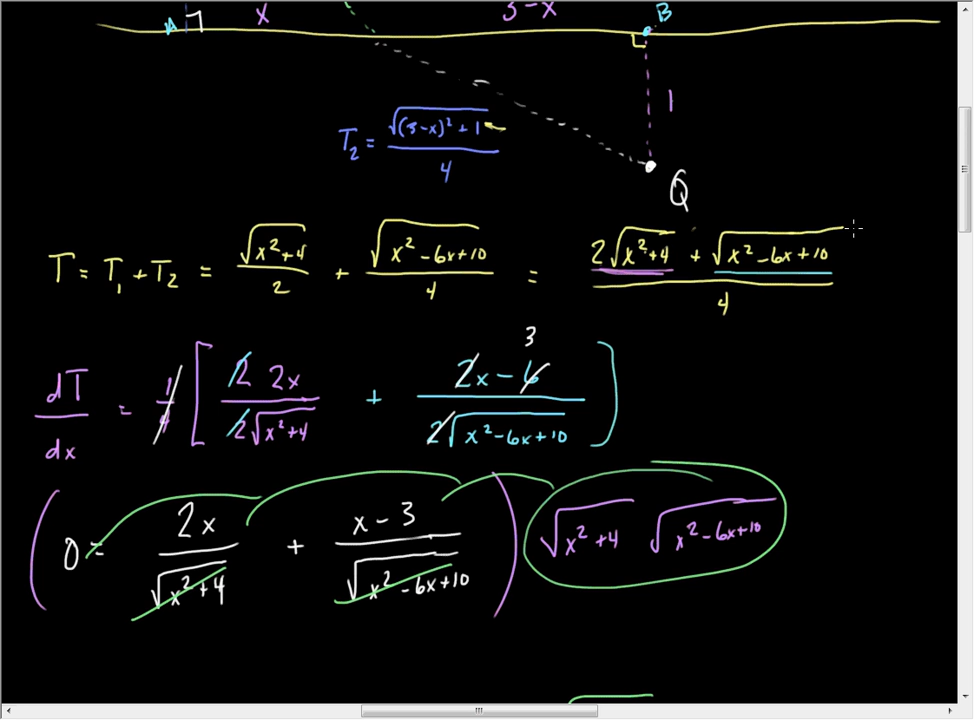 A x 3-x B
1
T₂ = √((3-x)² + 1) / 4
Q
T = T₁ + T₂ = √(x²+4) / 2 + √(x²-6x+10) / 4 = (2√(x²+4) + √(x²-6x+10)) / 4
3
dT/dx = 1/4 [ 2 2x / 2√(x²+4) + (2x - 6) / 2√(x²-6x+10) ]
( 0 = 2x / √(x²+4) + (x - 3) / √(x²-6x+10) ) √(x²+4) √(x²-6x+10)